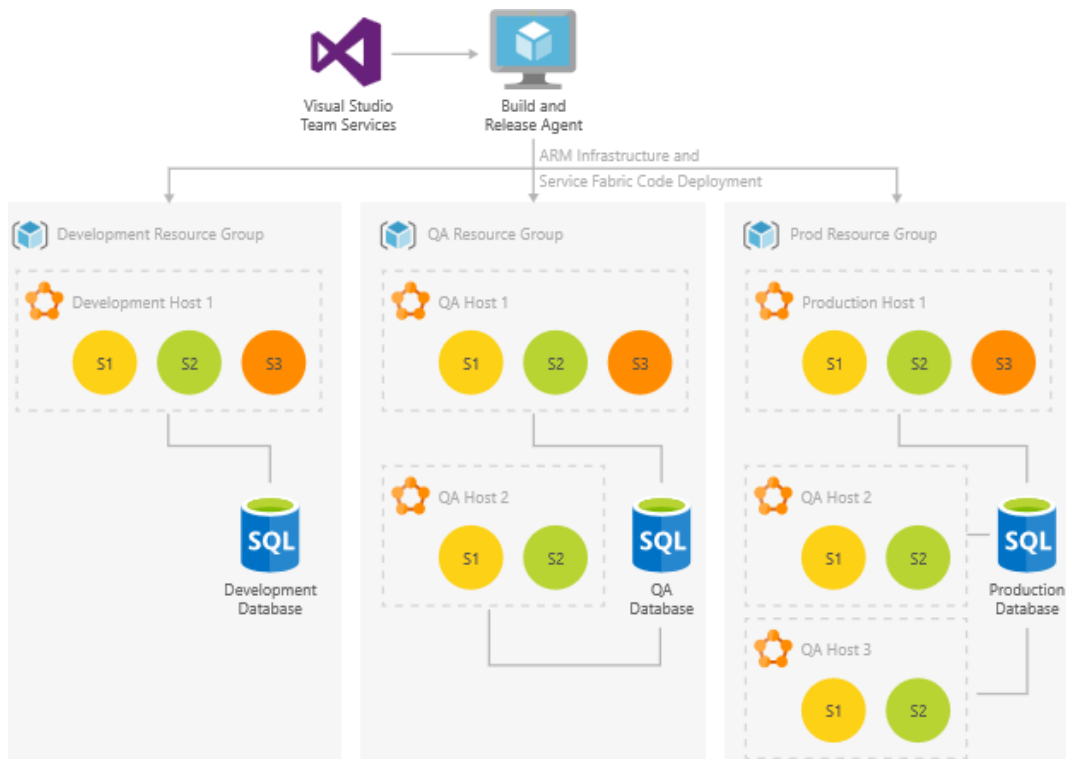 Visual Studio
Team Services
Build and
Release Agent
ARM Infrastructure and
Service Fabric Code Deployment
Development Resource Group
Development Host 1
S1
S2
S3
SQL
Development
Database
QA Resource Group
QA Host 1
S1
S2
S3
QA Host 2
S1
S2
SQL
QA
Database
Prod Resource Group
Production Host 1
S1
S2
S3
QA Host 2
S1
S2
SQL
Production
Database
QA Host 3
S1
S2